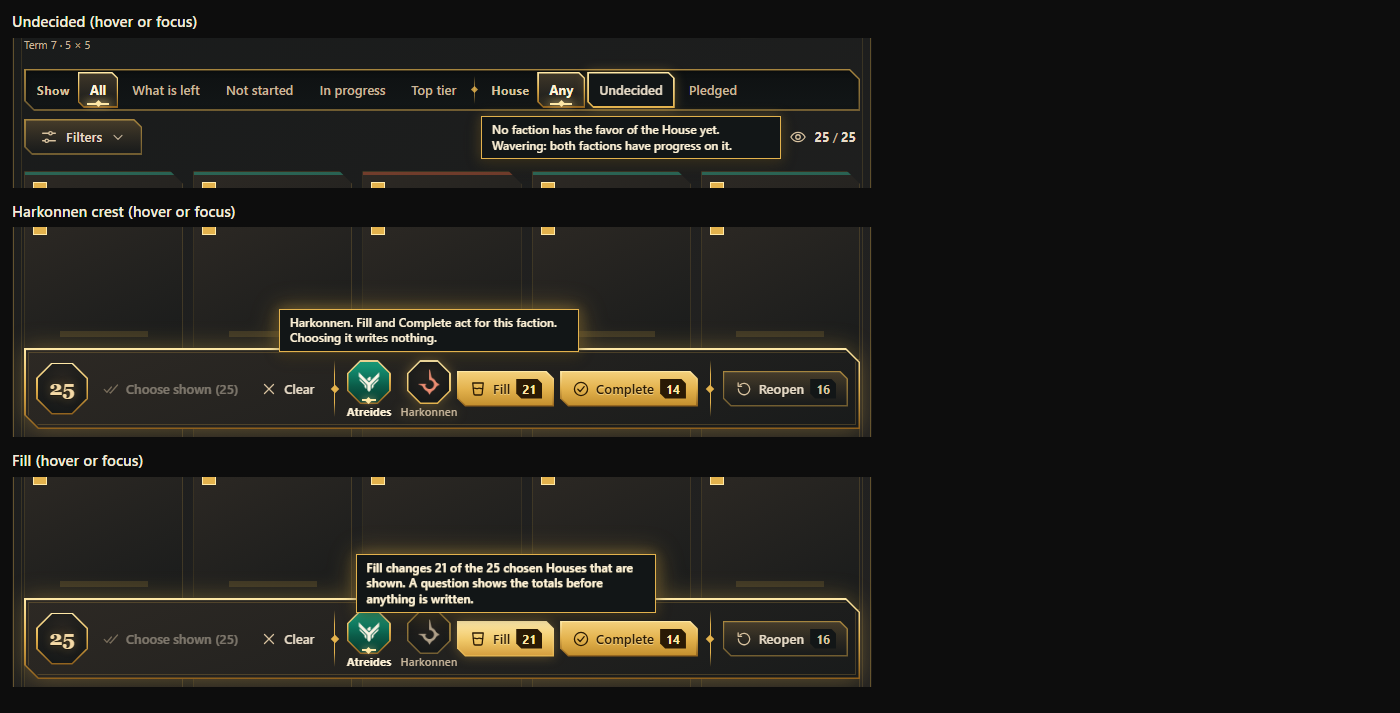 Undecided (hover or focus)
Term 7 · 5 × 5
Show All What is left Not started In progress Top tier House Any Undecided Pledged
Filters
No faction has the favor of the House yet.
Wavering: both factions have progress on it.
25 / 25
Harkonnen crest (hover or focus)
Harkonnen. Fill and Complete act for this faction.
Choosing it writes nothing.
25 Choose shown (25) Clear Fill 21 Complete 14 Reopen 16
Atreides Harkonnen
Fill (hover or focus)
Fill changes 21 of the 25 chosen Houses that are
shown. A question shows the totals before
anything is written.
25 Choose shown (25) Clear Fill 21 Complete 14 Reopen 16
Atreides Harkonnen